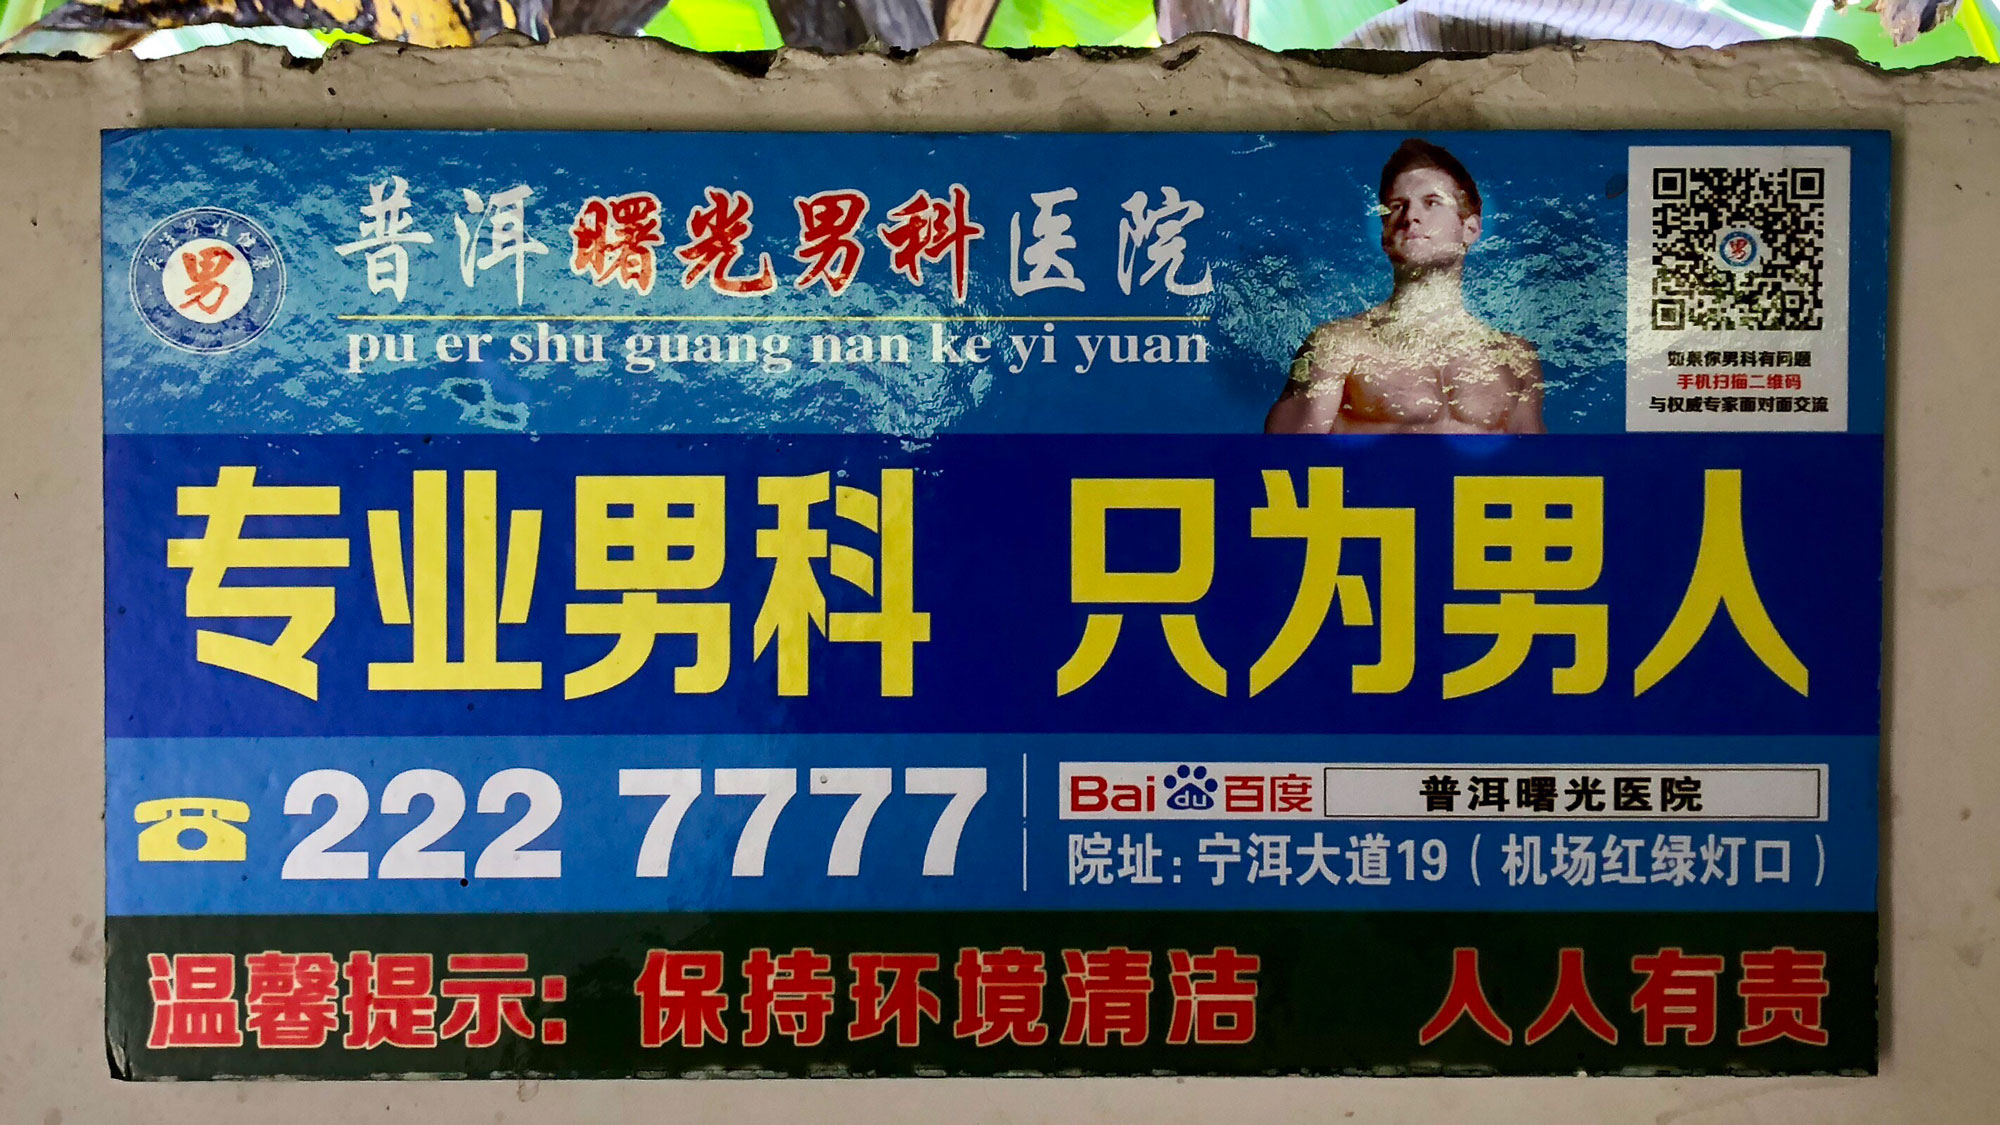 普洱曙光男科医院
pu er shu guang nan ke yi yuan
男
如果你男科有问题
手机扫描二维码
与权威专家面对面交流
专业男科 只为男人
222 7777
Bai du 百度 普洱曙光医院
院址：宁洱大道19（机场红绿灯口）
温馨提示：保持环境清洁 人人有责